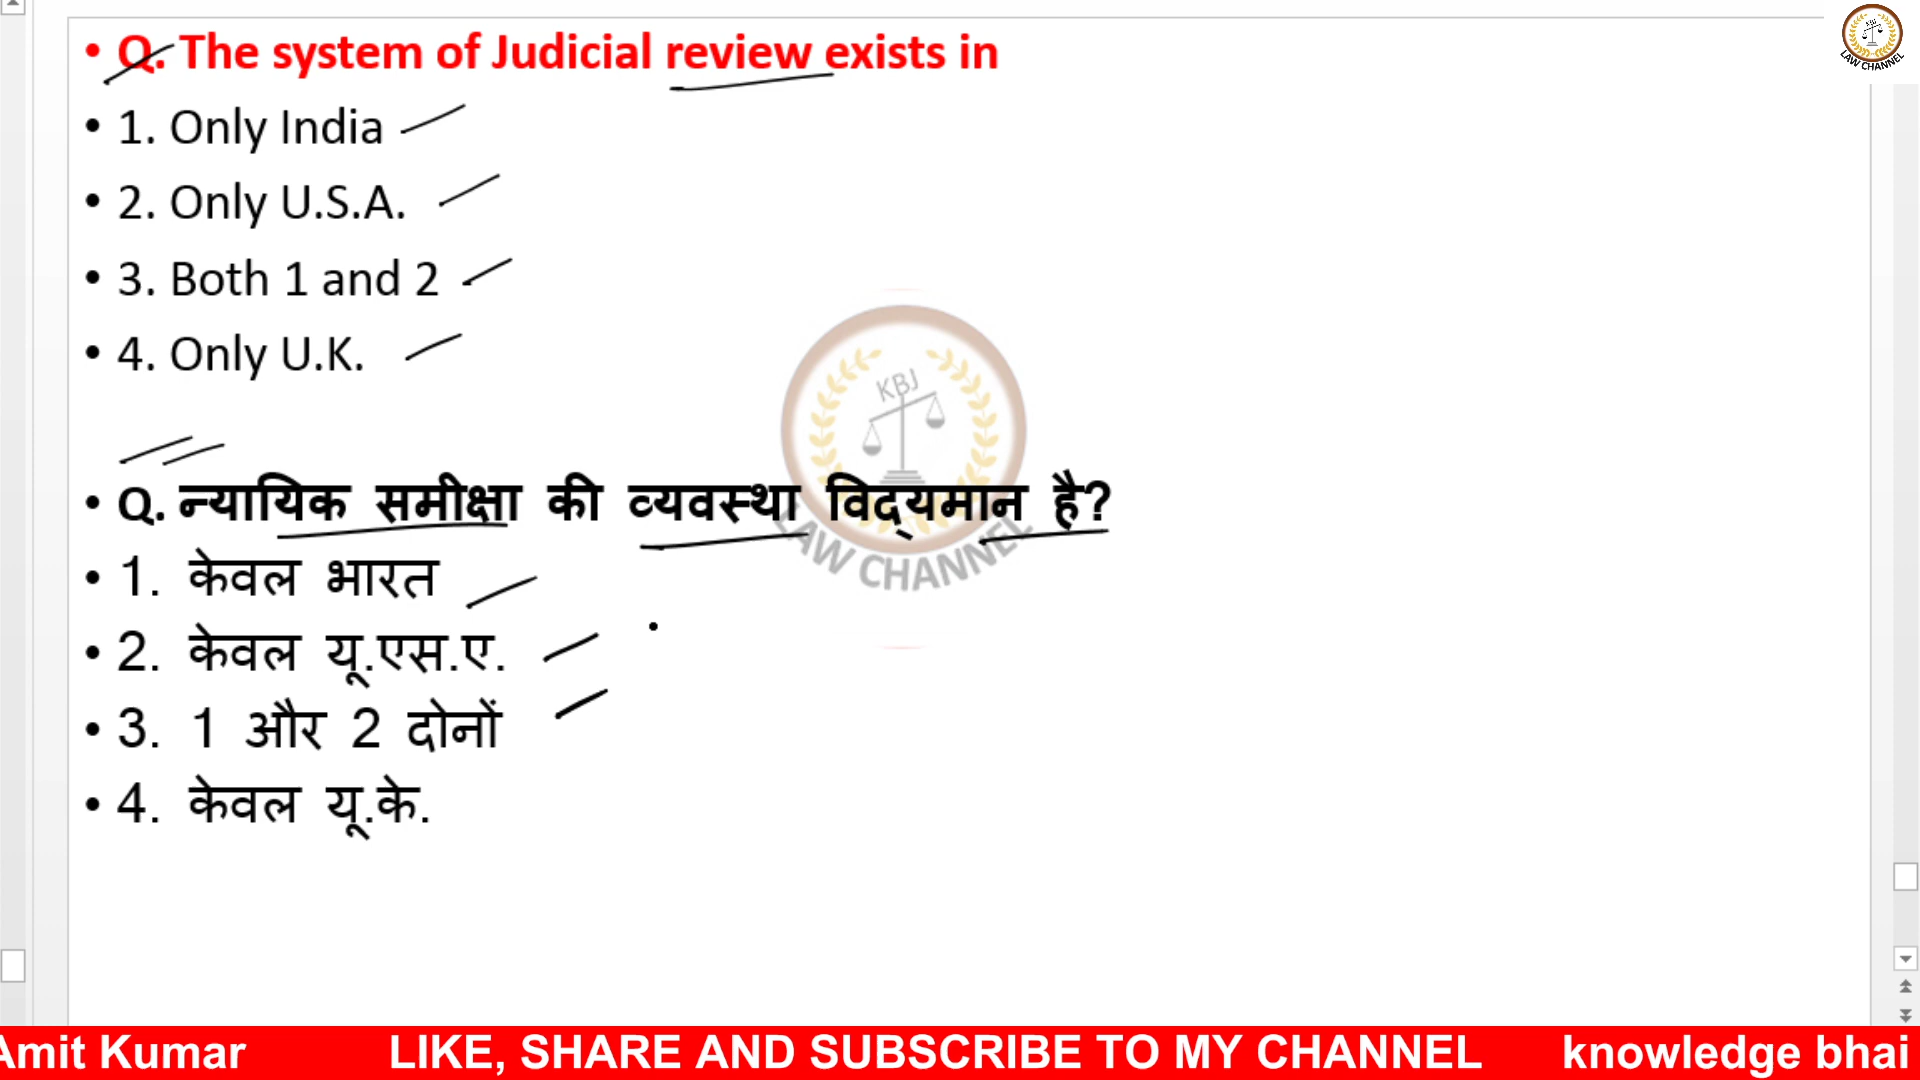 LAW CHANNEL
• Q. The system of Judicial review exists in
• 1. Only India
• 2. Only U.S.A.
• 3. Both 1 and 2
• 4. Only U.K.
KBJ
LAW CHANNEL
• Q. न्यायिक समीक्षा की व्यवस्था विद्यमान है?
• 1. केवल भारत
• 2. केवल यू.एस.ए.
• 3. 1 और 2 दोनों
• 4. केवल यू.के.
Amit Kumar LIKE, SHARE AND SUBSCRIBE TO MY CHANNEL knowledge bhai